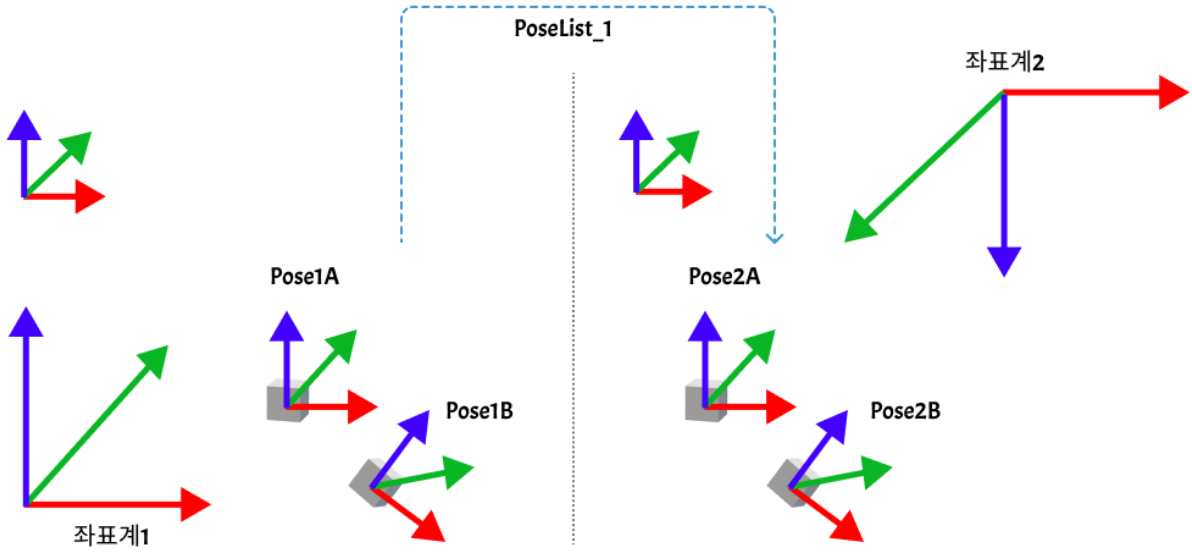 PoseList_1
좌표계2
Pose1A
Pose2A
Pose1B
Pose2B
좌표계1